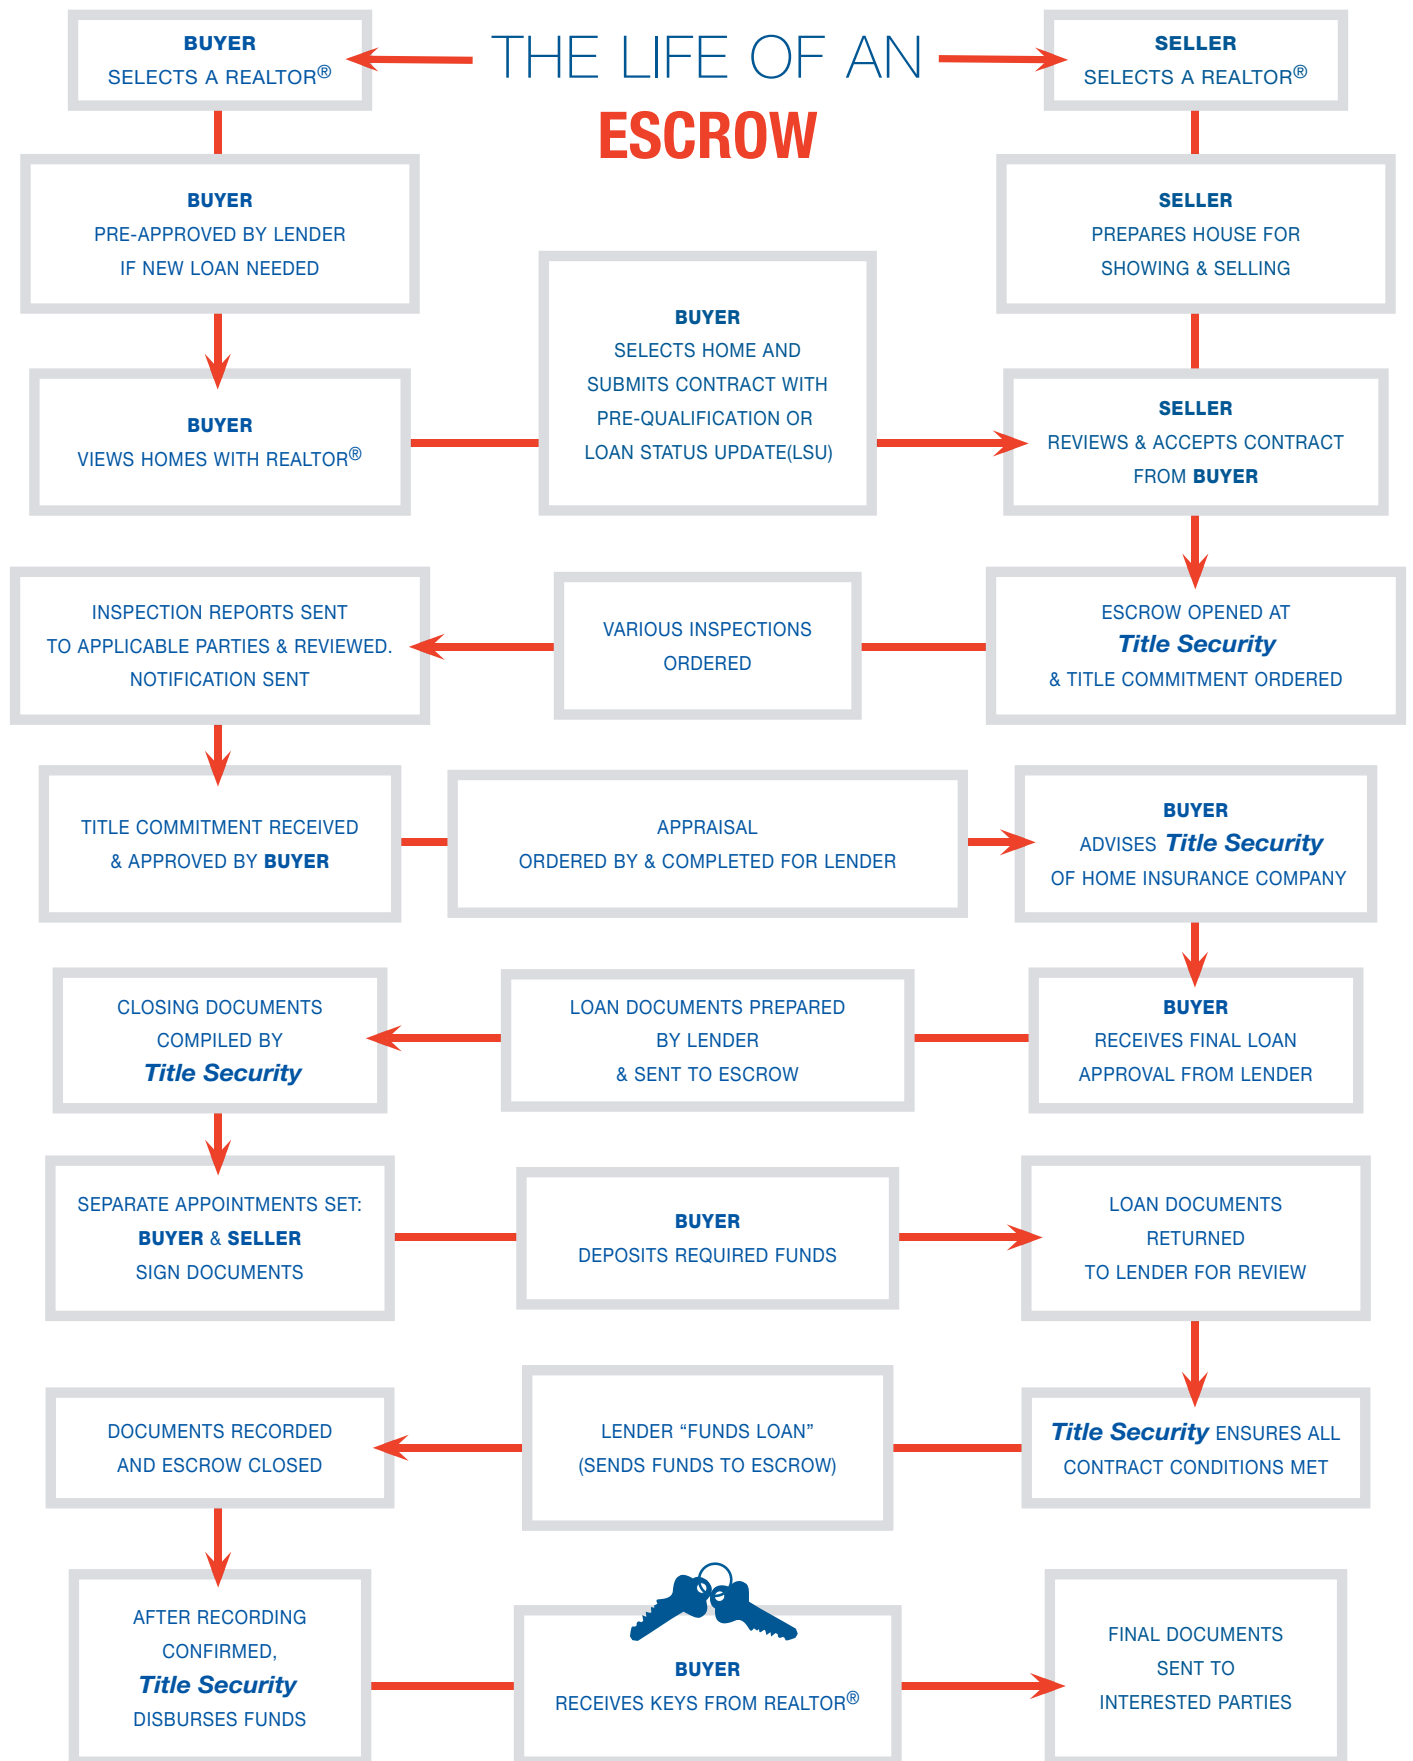 THE LIFE OF AN
ESCROW
BUYER
SELECTS A REALTOR®
SELLER
SELECTS A REALTOR®
BUYER
PRE-APPROVED BY LENDER
IF NEW LOAN NEEDED
SELLER
PREPARES HOUSE FOR
SHOWING & SELLING
BUYER
VIEWS HOMES WITH REALTOR®
BUYER
SELECTS HOME AND
SUBMITS CONTRACT WITH
PRE-QUALIFICATION OR
LOAN STATUS UPDATE(LSU)
SELLER
REVIEWS & ACCEPTS CONTRACT
FROM BUYER
ESCROW OPENED AT
Title Security
& TITLE COMMITMENT ORDERED
VARIOUS INSPECTIONS
ORDERED
INSPECTION REPORTS SENT
TO APPLICABLE PARTIES & REVIEWED.
NOTIFICATION SENT
TITLE COMMITMENT RECEIVED
& APPROVED BY BUYER
APPRAISAL
ORDERED BY & COMPLETED FOR LENDER
BUYER
ADVISES Title Security
OF HOME INSURANCE COMPANY
BUYER
RECEIVES FINAL LOAN
APPROVAL FROM LENDER
LOAN DOCUMENTS PREPARED
BY LENDER
& SENT TO ESCROW
CLOSING DOCUMENTS
COMPILED BY
Title Security
SEPARATE APPOINTMENTS SET:
BUYER & SELLER
SIGN DOCUMENTS
BUYER
DEPOSITS REQUIRED FUNDS
LOAN DOCUMENTS
RETURNED
TO LENDER FOR REVIEW
Title Security ENSURES ALL
CONTRACT CONDITIONS MET
LENDER “FUNDS LOAN”
(SENDS FUNDS TO ESCROW)
DOCUMENTS RECORDED
AND ESCROW CLOSED
AFTER RECORDING
CONFIRMED,
Title Security
DISBURSES FUNDS
BUYER
RECEIVES KEYS FROM REALTOR®
FINAL DOCUMENTS
SENT TO
INTERESTED PARTIES